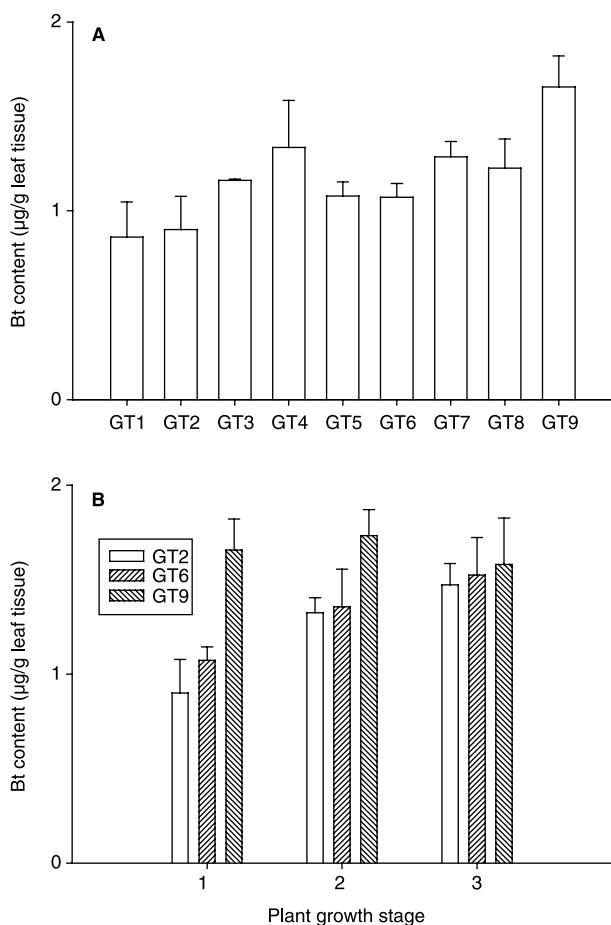 A
Bt content (µg/g leaf tissue)
2
1
0
GT1 GT2 GT3 GT4 GT5 GT6 GT7 GT8 GT9
B
GT2
GT6
GT9
Bt content (µg/g leaf tissue)
2
1
0
1 2 3
Plant growth stage